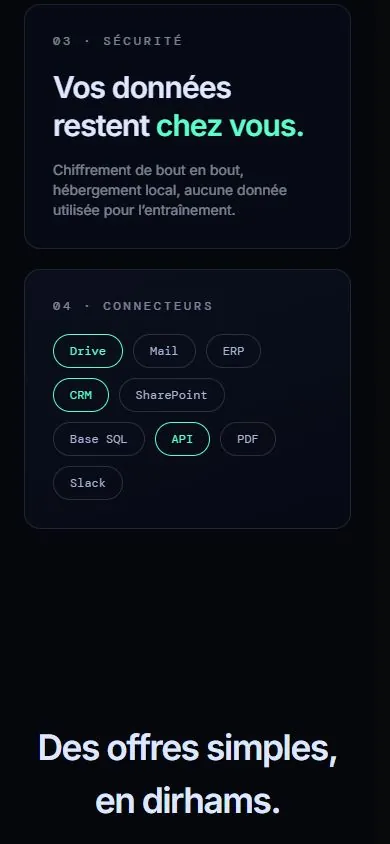 03 · SÉCURITÉ
Vos données
restent chez vous.
Chiffrement de bout en bout,
hébergement local, aucune donnée
utilisée pour l’entraînement.
04 · CONNECTEURS
Drive Mail ERP
CRM SharePoint
Base SQL API PDF
Slack
Des offres simples,
en dirhams.